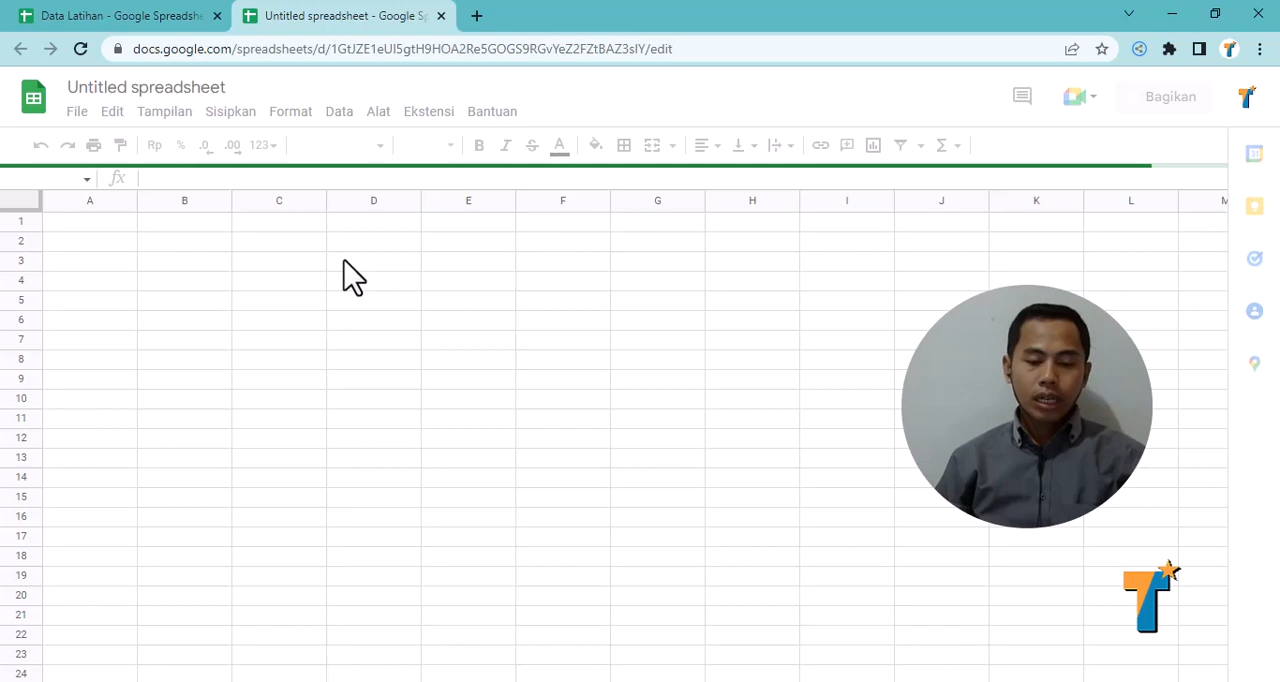 Data Latihan - Google Spreadshe
Untitled spreadsheet - Google Sp
docs.google.com/spreadsheets/d/1GtJZE1eUI5gtH9HOA2Re5GOGS9RGvYeZ2FZtBAZ3sIY/edit
Untitled spreadsheet
File Edit Tampilan Sisipkan Format Data Alat Ekstensi Bantuan
Bagikan
Rp % .0 .00 123 B I S A Σ
31
fx
A B C D E F G H I J K L M
1
2
3
4
5
6
7
8
9
10
11
12
13
14
15
16
17
18
19
20
21
22
23
24
T